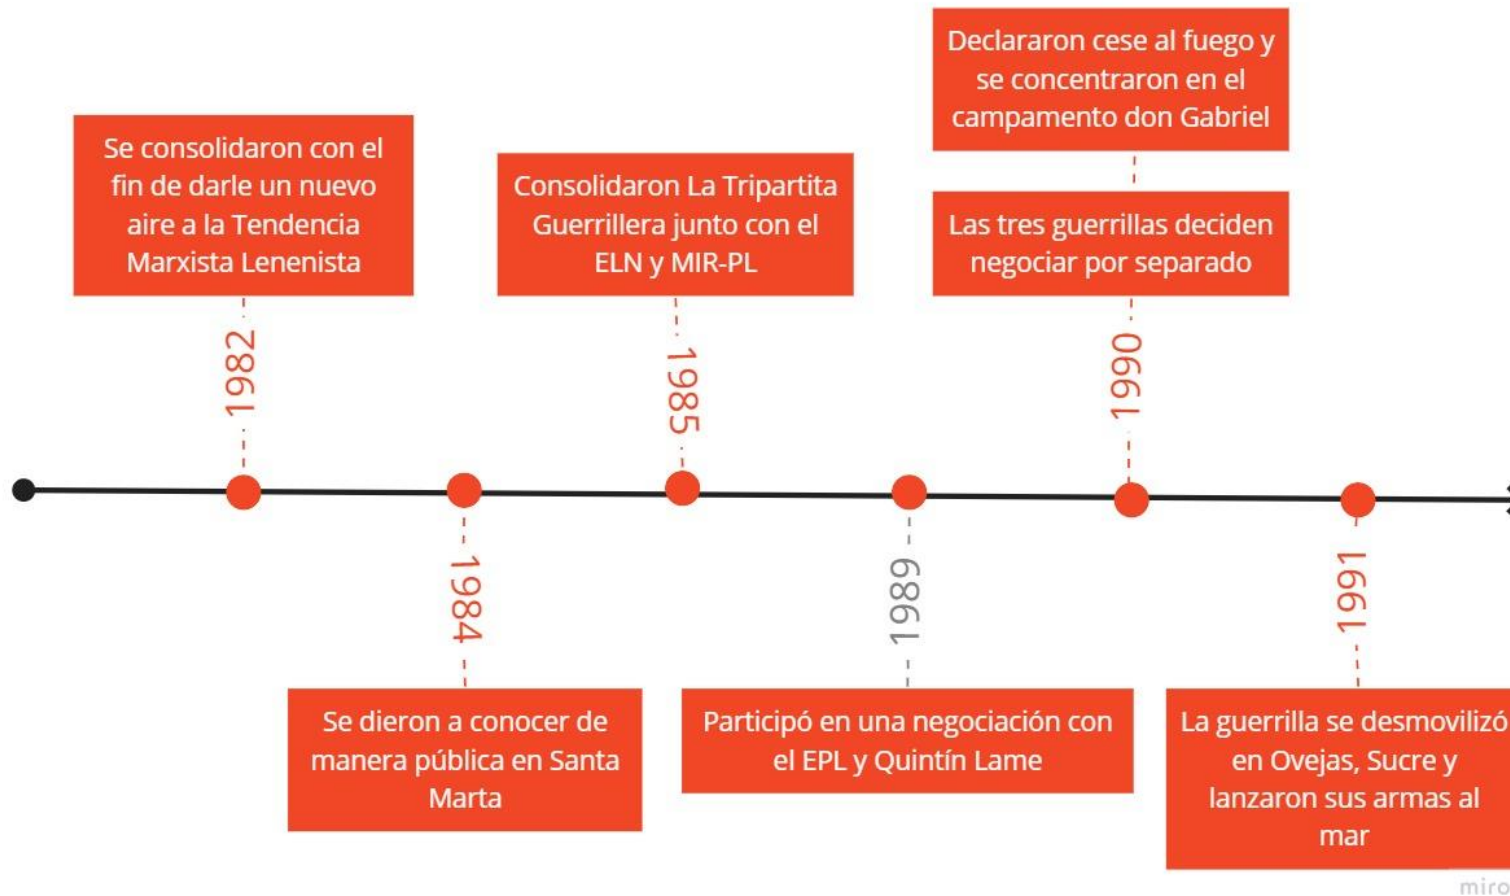 Se consolidaron con el
fin de darle un nuevo
aire a la Tendencia
Marxista Lenenista
1982
1984
Se dieron a conocer de
manera pública en Santa
Marta
Consolidaron La Tripartita
Guerrillera junto con el
ELN y MIR-PL
1985
1989
Participó en una negociación con
el EPL y Quintín Lame
Declararon cese al fuego y
se concentraron en el
campamento don Gabriel
Las tres guerrillas deciden
negociar por separado
1990
1991
La guerrilla se desmovilizó
en Ovejas, Sucre y
lanzaron sus armas al
mar
miro